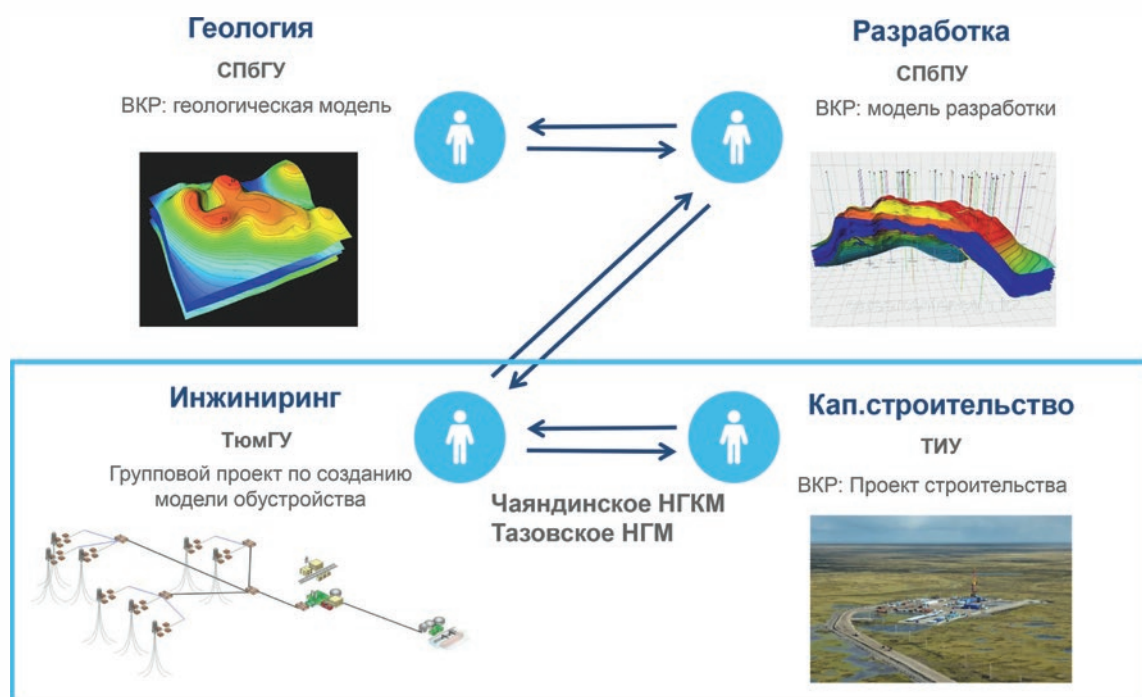 Геология
СПбГУ
ВКР: геологическая модель
Разработка
СПбПУ
ВКР: модель разработки
Инжиниринг
ТюмГУ
Групповой проект по созданию
модели обустройства
Кап.строительство
ТИУ
ВКР: Проект строительства
Чаяндинское НГКМ
Тазовское НГМ